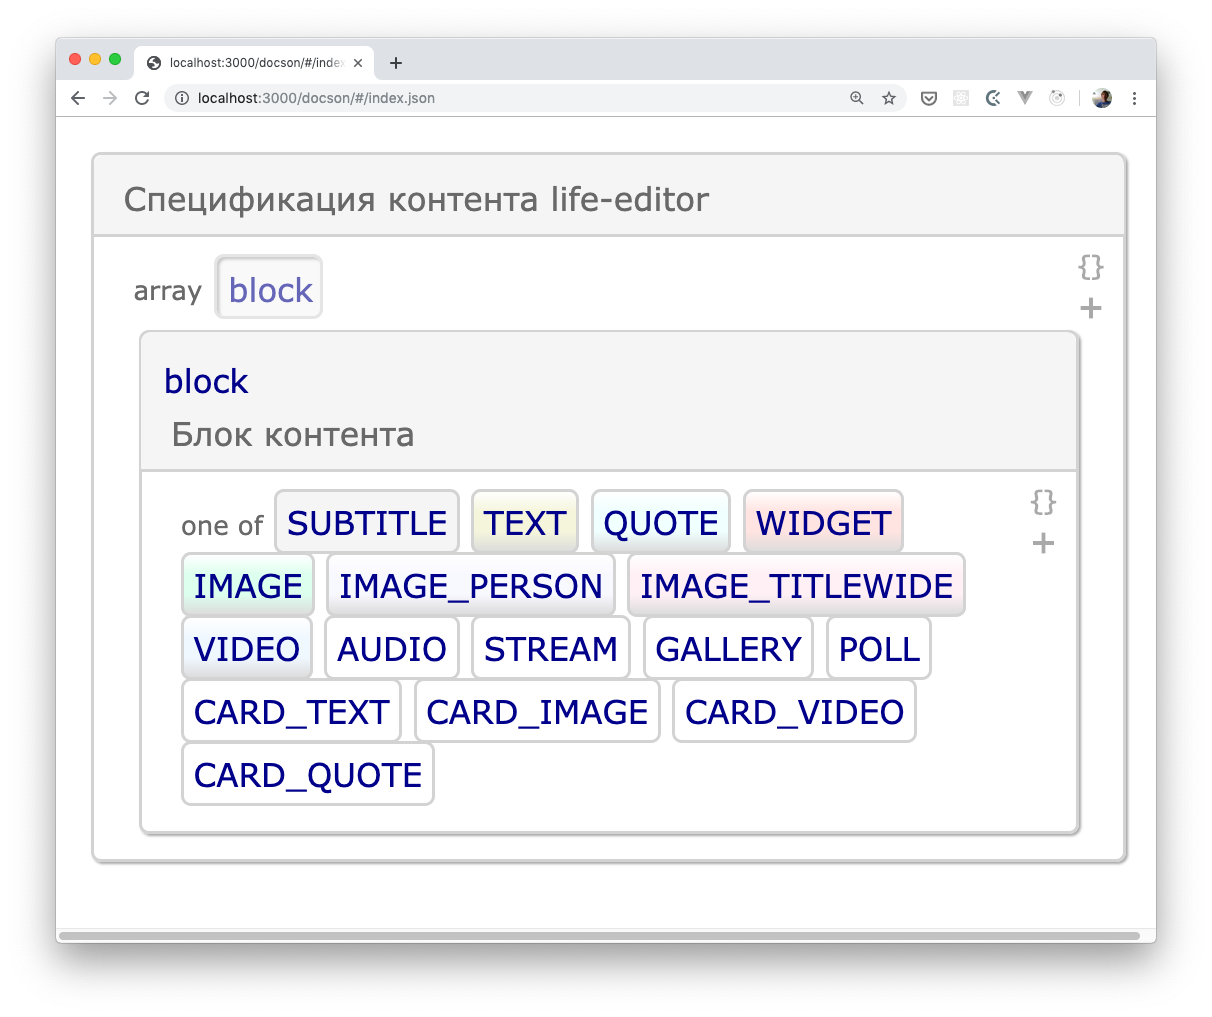 localhost:3000/docson/#/index
localhost:3000/docson/#/index.json
Спецификация контента life-editor
array block
{}
+
block
Блок контента
one of SUBTITLE TEXT QUOTE WIDGET
{}
+
IMAGE IMAGE_PERSON IMAGE_TITLEWIDE
VIDEO AUDIO STREAM GALLERY POLL
CARD_TEXT CARD_IMAGE CARD_VIDEO
CARD_QUOTE